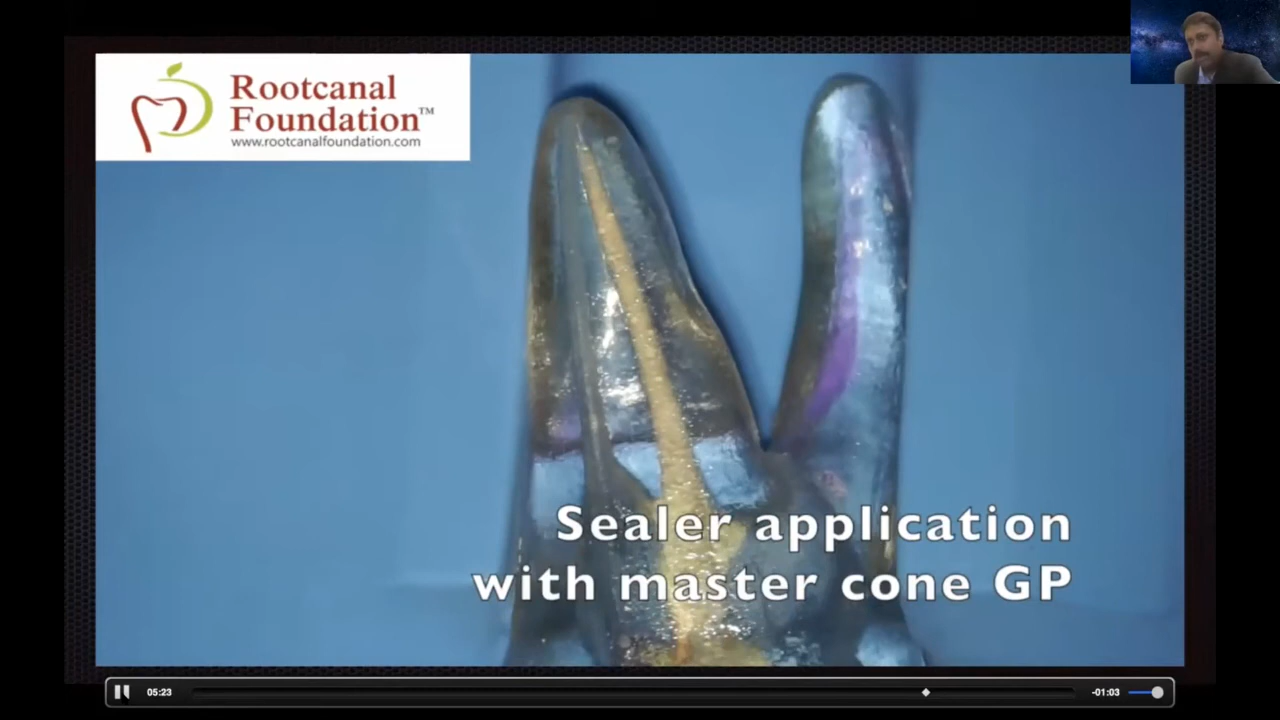 Rootcanal
Foundation™
www.rootcanalfoundation.com
Sealer application
with master cone GP
05:23
-01:03